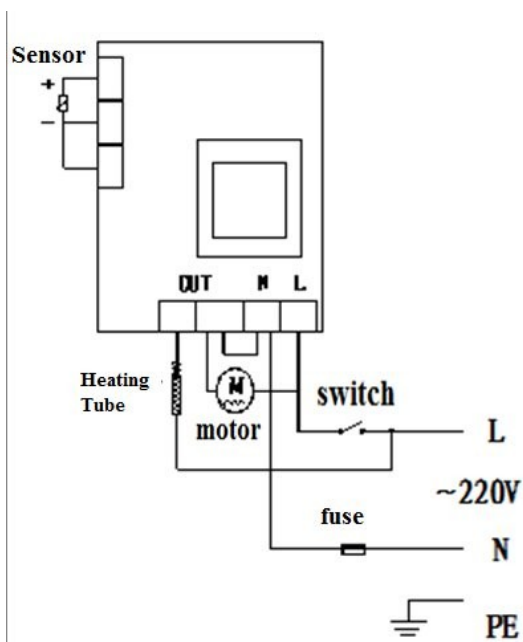 Sensor
+
−
OUT N L
Heating
Tube
M
motor
switch
L
~220V
fuse
N
PE